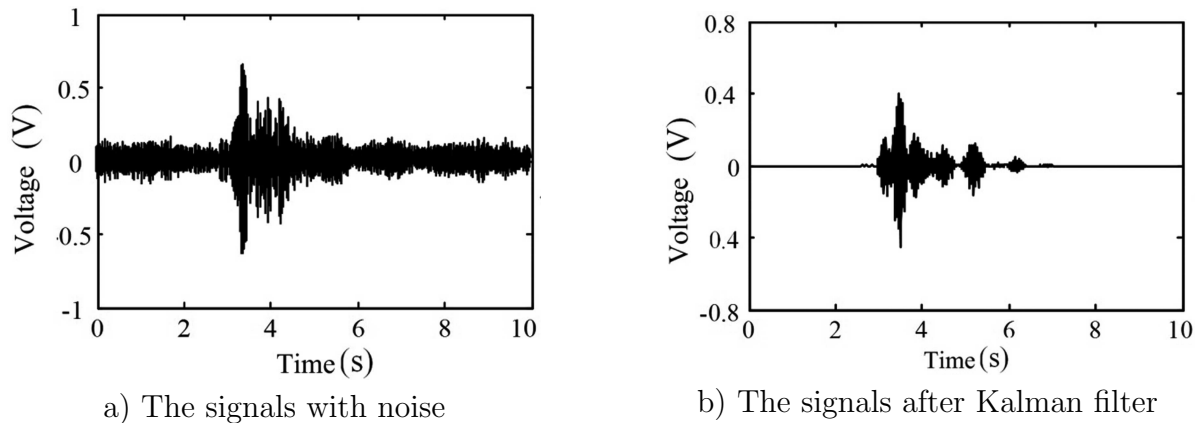 1
0.5
0
-0.5
-1
Voltage (V)
0 2 4 6 8 10
Time (s)
a) The signals with noise
0.8
0.4
0
0.4
-0.8
Voltage (V)
0 2 4 6 8 10
Time (s)
b) The signals after Kalman filter